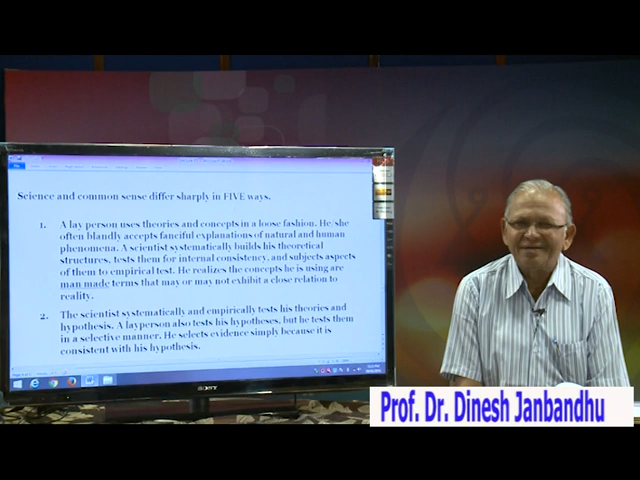 Science and common sense differ sharply in FIVE ways.
1. A lay person uses theories and concepts in a loose fashion. He/she
often blandly accepts fanciful explanations of natural and human
phenomena. A scientist systematically builds his theoretical
structures, tests them for internal consistency, and subjects aspects
of them to empirical test. He realizes the concepts he is using are
man made terms that may or may not exhibit a close relation to
reality.
2. The scientist systematically and empirically tests his theories and
hypothesis. A layperson also tests his hypotheses, but he tests them
in a selective manner. He selects evidence simply because it is
consistent with his hypothesis.
SONY
Prof. Dr. Dinesh Janbandhu